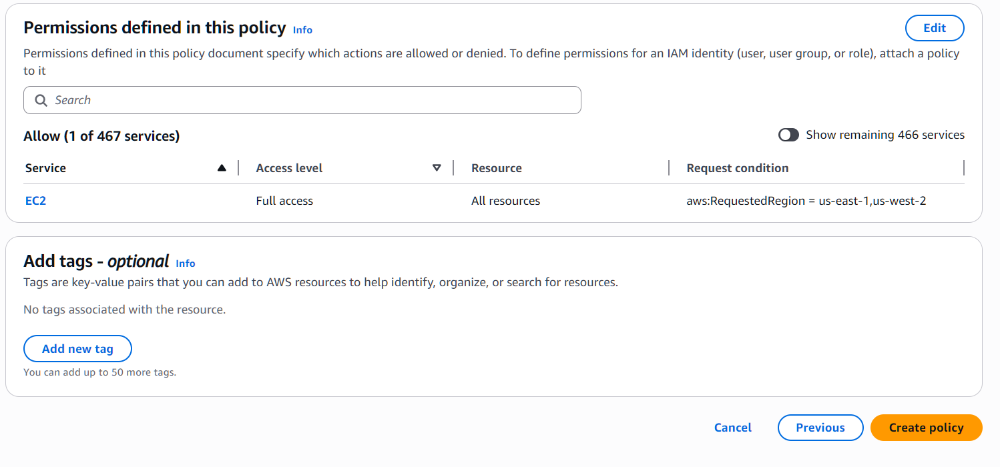 Permissions defined in this policy Info
Edit
Permissions defined in this policy document specify which actions are allowed or denied. To define permissions for an IAM identity (user, user group, or role), attach a policy
to it
Search
Allow (1 of 467 services)
Show remaining 466 services
Service Access level Resource Request condition
EC2 Full access All resources aws:RequestedRegion = us-east-1,us-west-2
Add tags - optional Info
Tags are key-value pairs that you can add to AWS resources to help identify, organize, or search for resources.
No tags associated with the resource.
Add new tag
You can add up to 50 more tags.
Cancel Previous Create policy